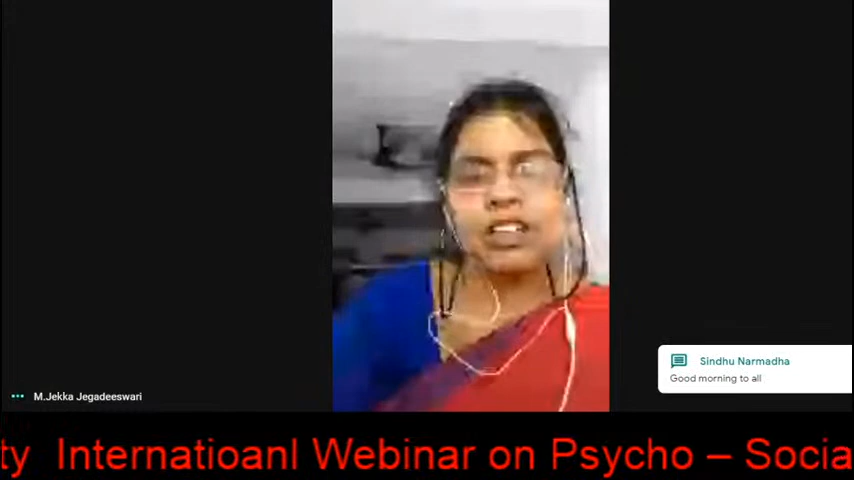 Sindhu Narmadha
Good morning to all
M.Jekka Jegadeeswari
ty Internatioanl Webinar on Psycho – Socia